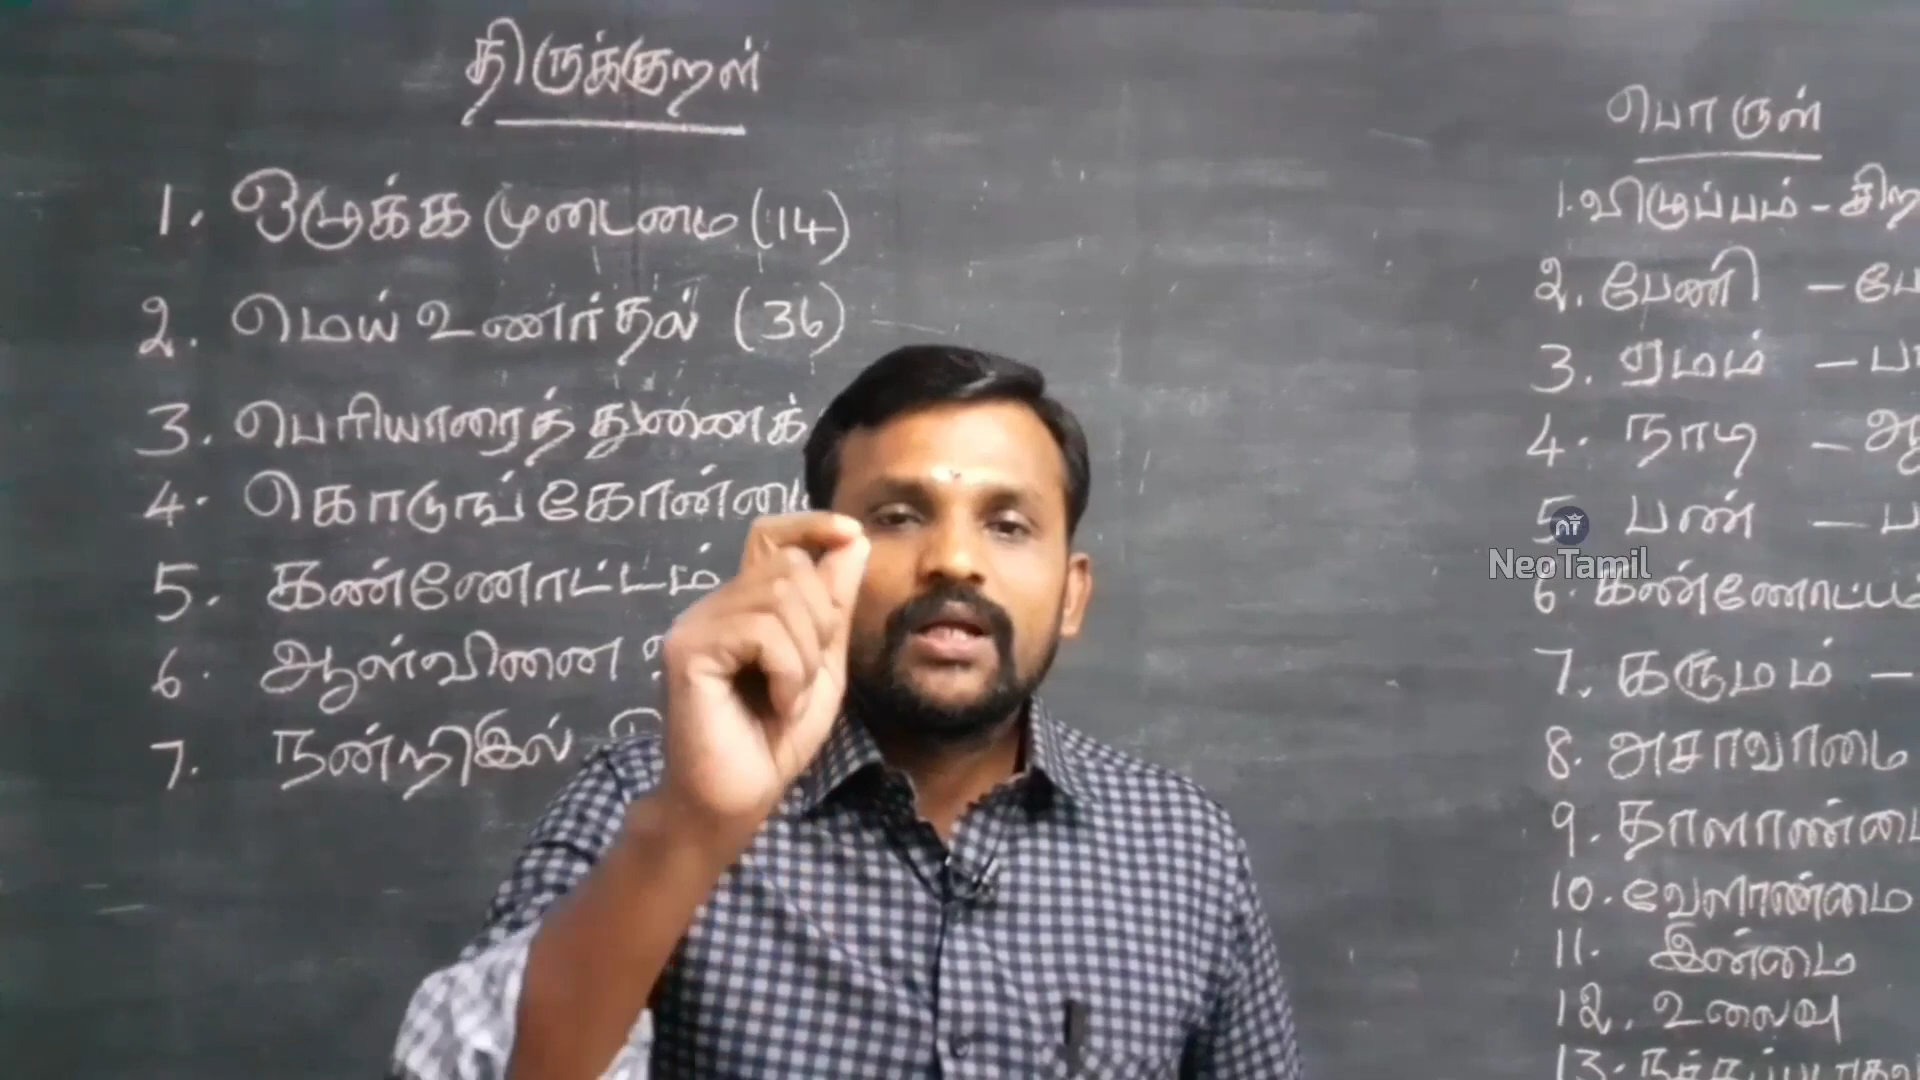 திருக்குறள்
1. ஒழுக்கமுடைமை (14)
2. மெய் உணர்தல் (36)
3. பெரியாரைத் துணைக்
4. கொடுங்கோன்மை
5. கண்ணோட்டம்
6. ஆள்வினை
7. நன்றிஇல்
பொருள்
1. விழுப்பம் - சிற
2. பேணி - பே
3. ஏமம் - பா
4. நாடி - ஆ
5. பண் - ப
NeoTamil
6. கண்ணோட்டம்
7. கருமம் -
8. அசாவாமை
9. தாளாண்மை
10. வேளாண்மை
11. இன்மை
12. உலைவு
13.